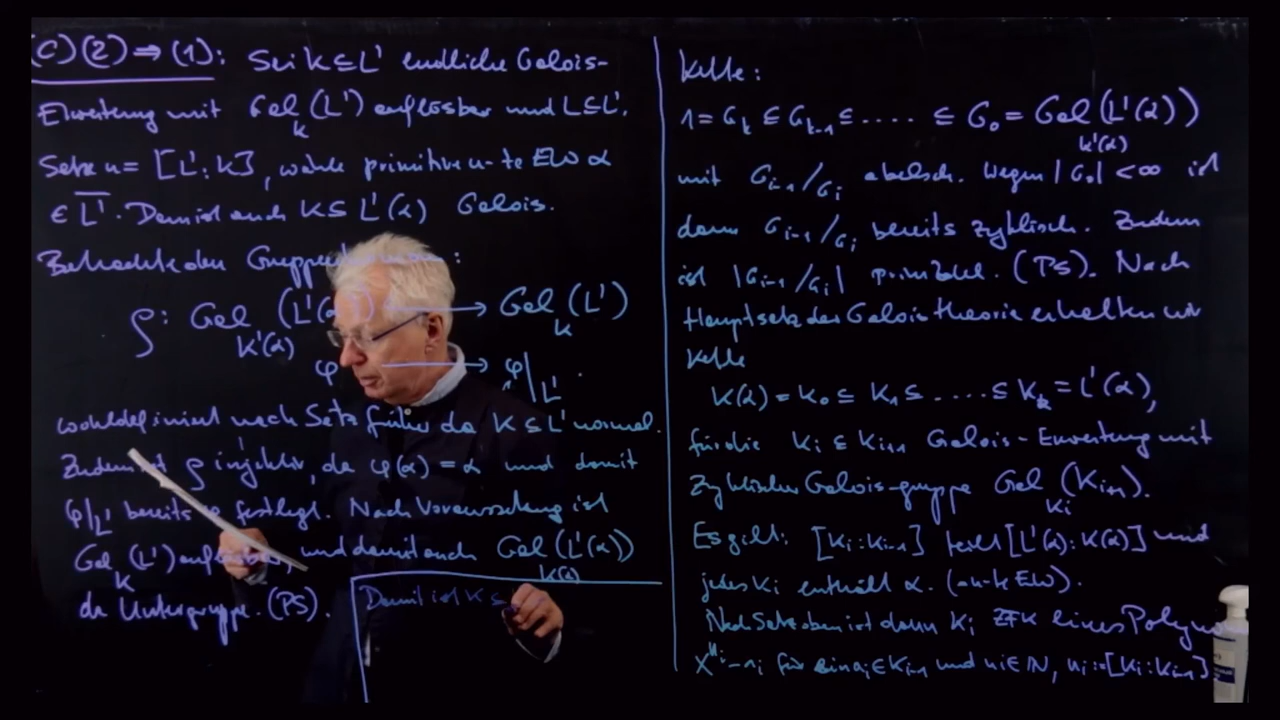 (C)(2) ⇒ (1): Sei k ⊆ L' endliche Galois-
Erweiterung mit Gal_k (L') auflösbar und L ⊆ L'.
Setze n = [L':k], wähle primitive n-te EW α
∈ L̅'. Dann ist auch K ⊆ L'(α) Galois.
Betrachte den
ρ: Gal_{K'(α)} (L'(α)) → Gal_k (L')
φ → φ|_{L'}
wohldefiniert nach Satz früher da K ⊆ L' normal.
Zudem ist ρ injektiv, da φ(α) = α und damit
φ|_{L'} bereits φ festlegt. Nach Voraussetzung ist
Gal_K (L') auflösbar, und damit auch Gal_{K(α)} (L'(α))
da Untergruppe. (PS).
Damit ist K ⊆
Kette:
1 = G_k ⊆ G_{k-1} ⊆ .... ⊆ G_0 = Gal_{k'(α)} (L'(α))
mit G_{i-1}/G_i abelsch. Wegen |G_0| < ∞ ist
dann G_{i-1}/G_i bereits zyklisch. Zudem
ist |G_{i-1}/G_i| primzahl. (PS). Nach
Hauptsatz der Galoistheorie erhalten wir
Kette
K(α) = K_0 ⊆ K_1 ⊆ ..... ⊆ K_k = L'(α),
für die K_i ⊆ K_{i+1} Galois-Erweiterung mit
zyklischer Galois-gruppe Gal_{K_i} (K_{i+1}).
Es gilt: [K_i:K_{i-1}] teilt [L'(α):K(α)] und
jedes K_i enthält α. (α n-te EW).
Nach Satz oben ist dann K_i ZFK eines Polynoms
X^{n_i} - a_i für ein a_i ∈ K_{i-1} und n_i ∈ ℕ, n_i := [K_i:K_{i-1}]